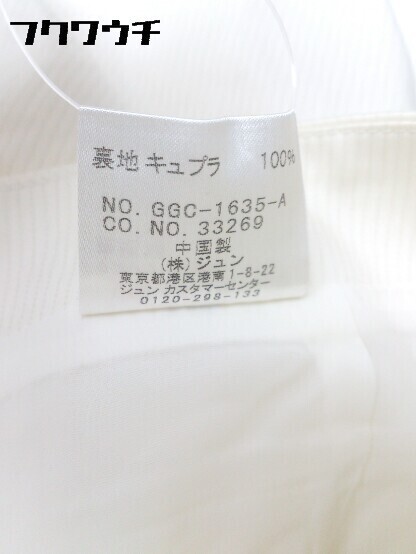 フクワウチ
裏地 キュプラ 100%
NO. GGC-1635-A
CO. NO. 33269
中国製
(株)ジュン
東京都港区港南1-8-22
ジュン カスタマーセンター
0120-298-133